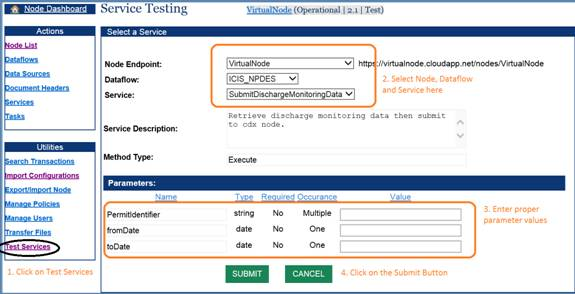 Node Dashboard
Service Testing
VirtualNode (Operational | 2.1 | Test)
Actions
Node List
Dataflows
Data Sources
Document Headers
Services
Tasks
Utilities
Search Transactions
Import Configurations
Export/Import Node
Manage Policies
Manage Users
Transfer Files
Test Services
1. Click on Test Services
Select a Service
Node Endpoint: VirtualNode https://virtualnode.cloudapp.net/nodes/VirtualNode
Dataflow: ICIS_NPDES
Service: SubmitDischargeMonitoringData
2. Select Node, Dataflow
and Service here
Service Description: Retrieve discharge monitoring data then submit
to cdx node.
Method Type: Execute
Parameters:
Name Type Required Occurance Value
PermitIdentifier string No Multiple
fromDate date No One
toDate date No One
3. Enter proper
parameter values
SUBMIT CANCEL
4. Click on the Submit Button